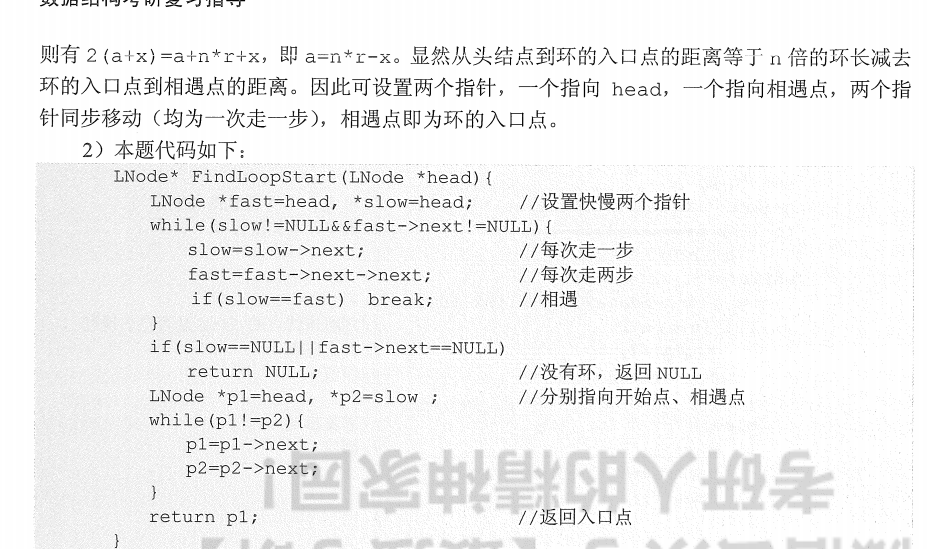 数据结构考研复习指导
则有 2(a+x)=a+n*r+x，即 a=n*r-x。显然从头结点到环的入口点的距离等于 n 倍的环长减去
环的入口点到相遇点的距离。因此可设置两个指针，一个指向 head，一个指向相遇点，两个指
针同步移动（均为一次走一步），相遇点即为环的入口点。
2）本题代码如下：
LNode* FindLoopStart(LNode *head){
LNode *fast=head, *slow=head; //设置快慢两个指针
while(slow!=NULL&&fast->next!=NULL){
slow=slow->next; //每次走一步
fast=fast->next->next; //每次走两步
if(slow==fast) break; //相遇
}
if(slow==NULL||fast->next==NULL)
return NULL; //没有环，返回 NULL
LNode *p1=head, *p2=slow ; //分别指向开始点、相遇点
while(p1!=p2){
p1=p1->next;
p2=p2->next;
}
return p1; //返回入口点
}
考研人的精神家园！